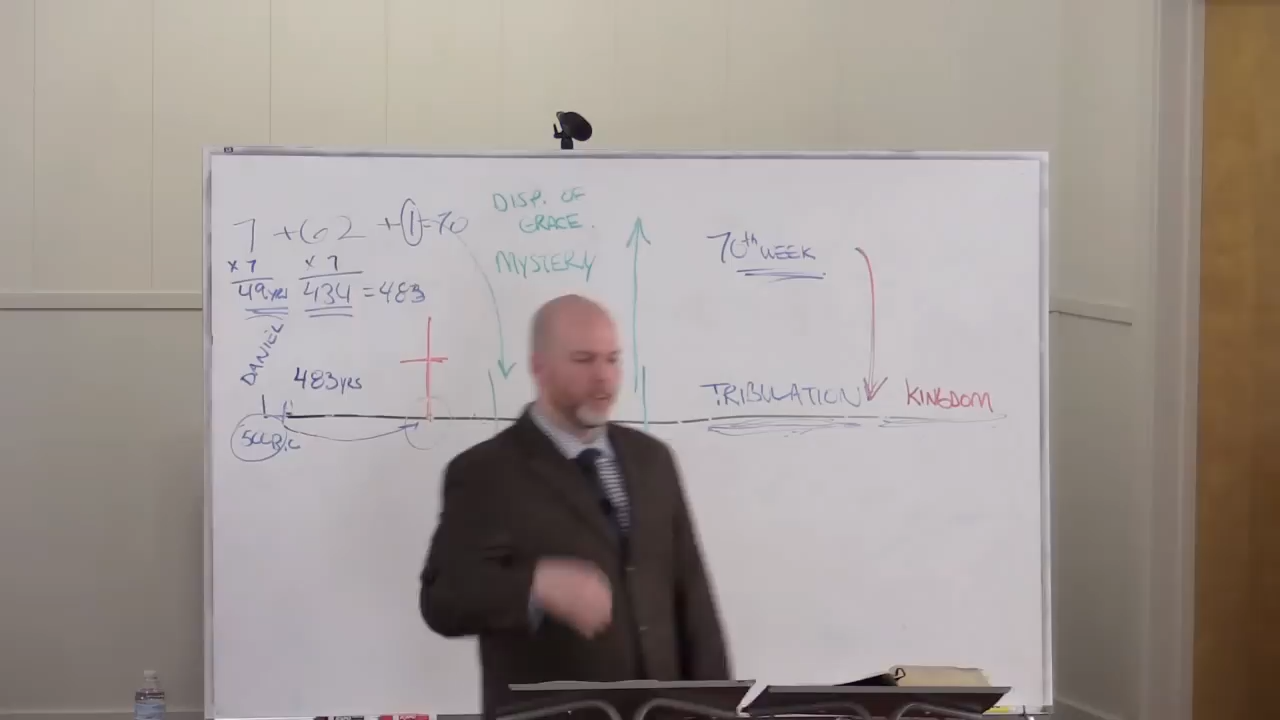 7 +62 +1=70
×7 ×7
49yrs 434 =483
DANIEL
483yrs
500B.C
DISP. OF
GRACE.
MYSTERY
70th WEEK
TRIBULATION
KINGDOM